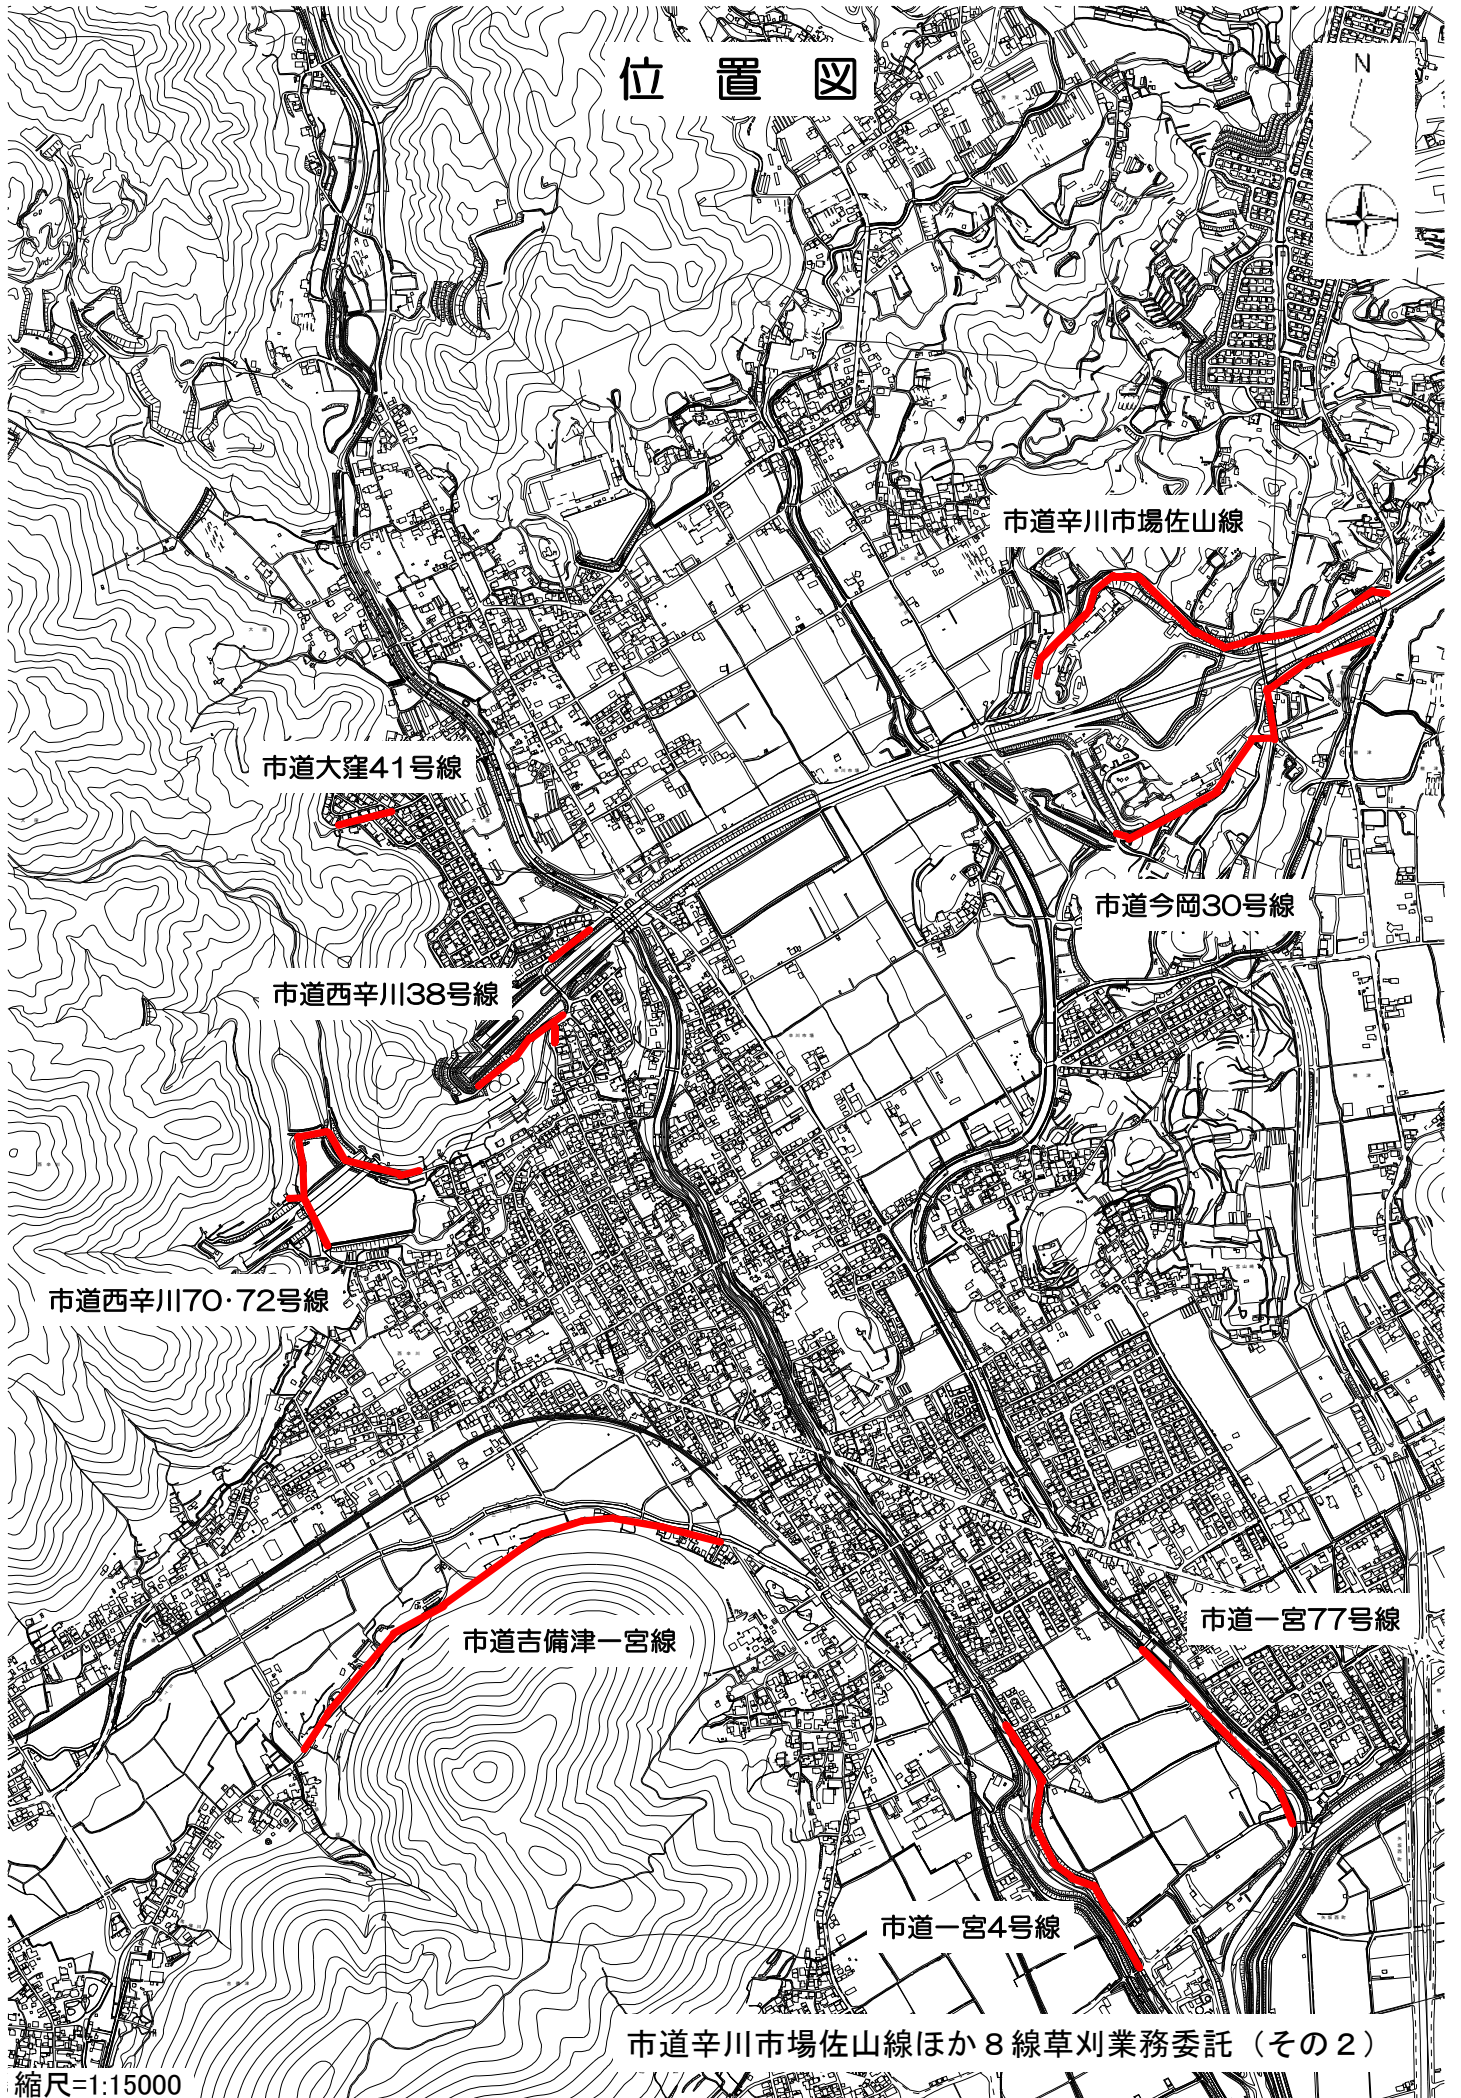 位置図
N
市道辛川市場佐山線
市道大窪41号線
市道今岡30号線
市道西辛川38号線
市道西辛川70･72号線
市道一宮77号線
市道吉備津一宮線
市道一宮4号線
市道辛川市場佐山線ほか８線草刈業務委託（その２）
縮尺=1:15000